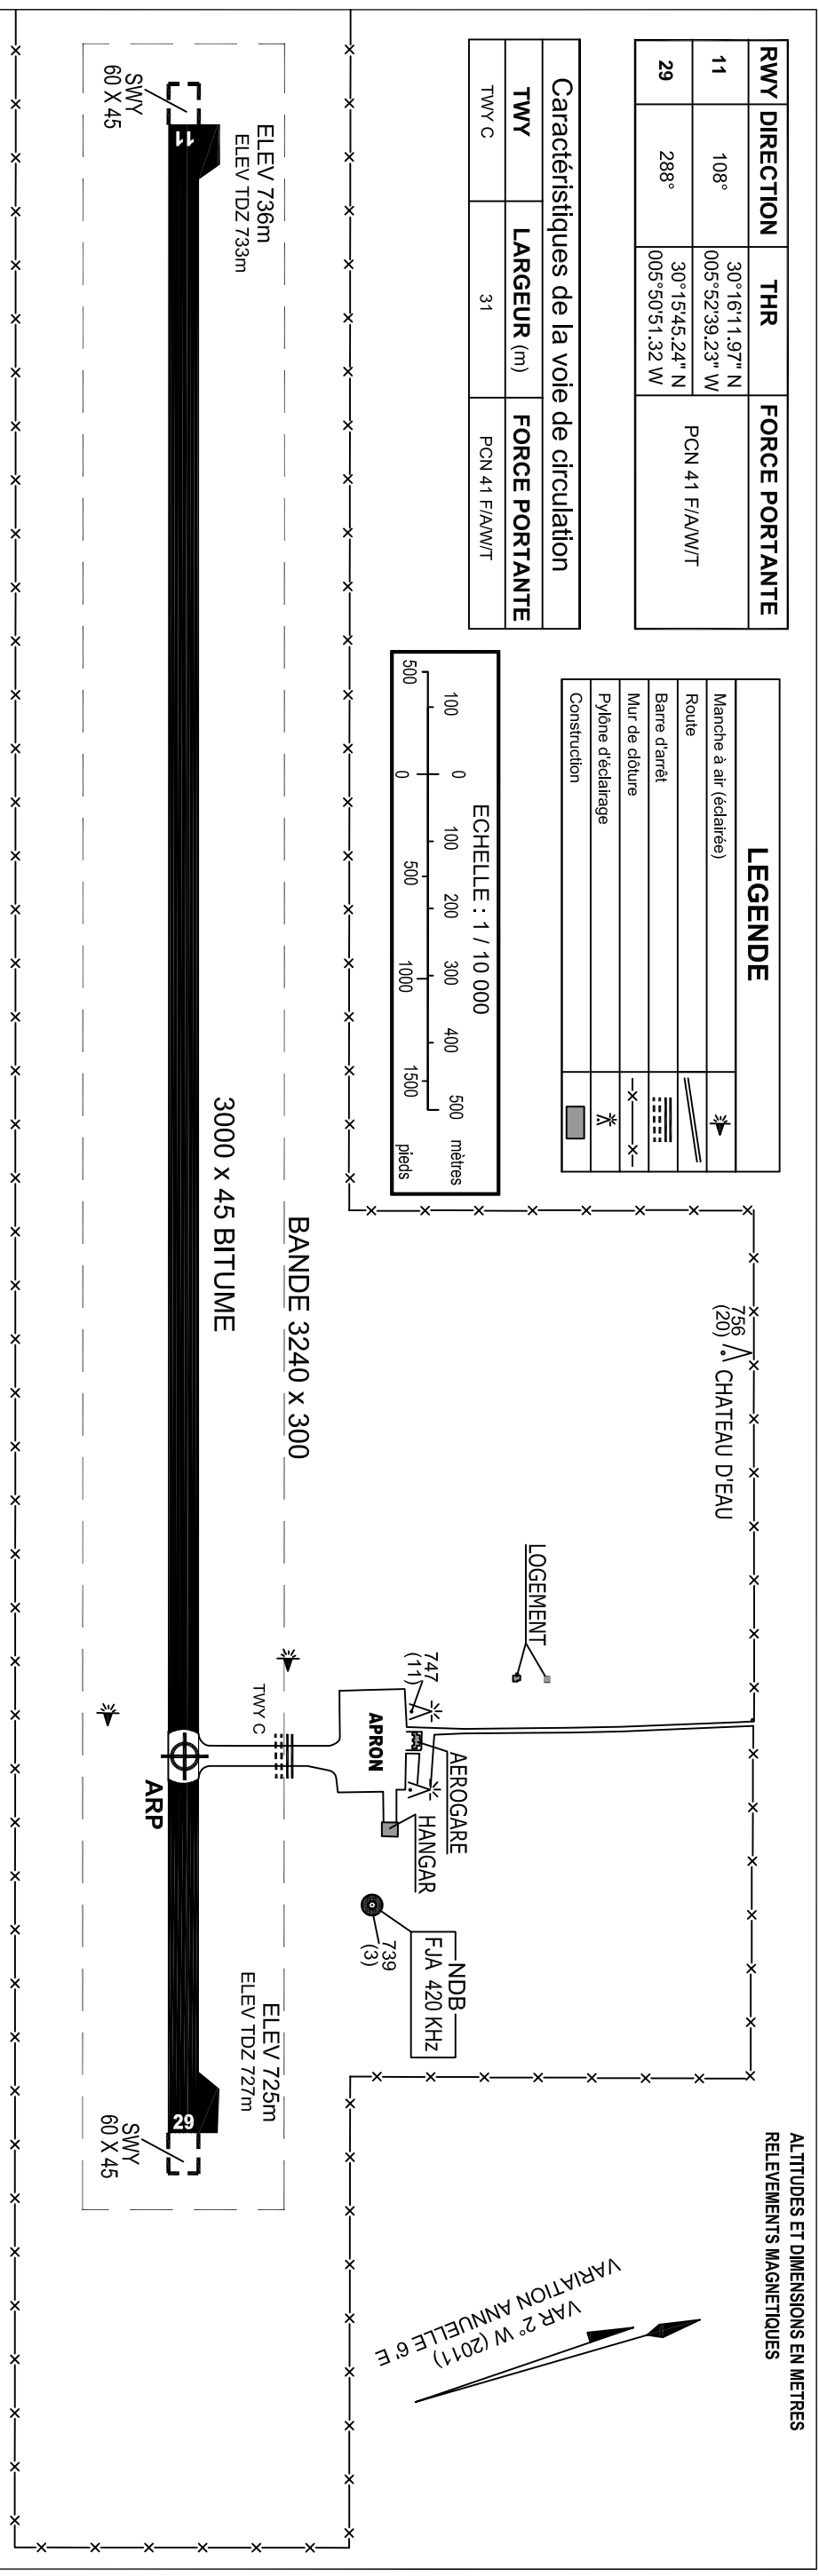 RWY DIRECTION THR FORCE PORTANTE
11 108° 30°16'11.97" N
005°52'39.23" W
29 288° 30°15'45.24" N
005°50'51.32 W
PCN 41 F/A/W/T
Caractéristiques de la voie de circulation
TWY LARGEUR (m) FORCE PORTANTE
TWY C 31 PCN 41 F/A/W/T
LEGENDE
Manche à air (éclairée)
Route
Barre d'arrêt
Mur de clôture
Pylône d'éclairage
Construction
ECHELLE : 1 / 10 000
100 0 100 200 300 400 500 mètres
500 0 500 1000 1500 pieds
ALTITUDES ET DIMENSIONS EN METRES
RELEVEMENTS MAGNETIQUES
VAR 2° W (2011)
VARIATION ANNUELLE 6' E
756
(20)
CHATEAU D'EAU
LOGEMENT
747
(11)
AEROGARE
HANGAR
APRON
NDB
FJA 420 KHz
739
(3)
TWY C
BANDE 3240 x 300
3000 x 45 BITUME
ELEV 736m
ELEV TDZ 733m
ELEV 725m
ELEV TDZ 727m
11
29
ARP
SWY
60 X 45
SWY
60 X 45